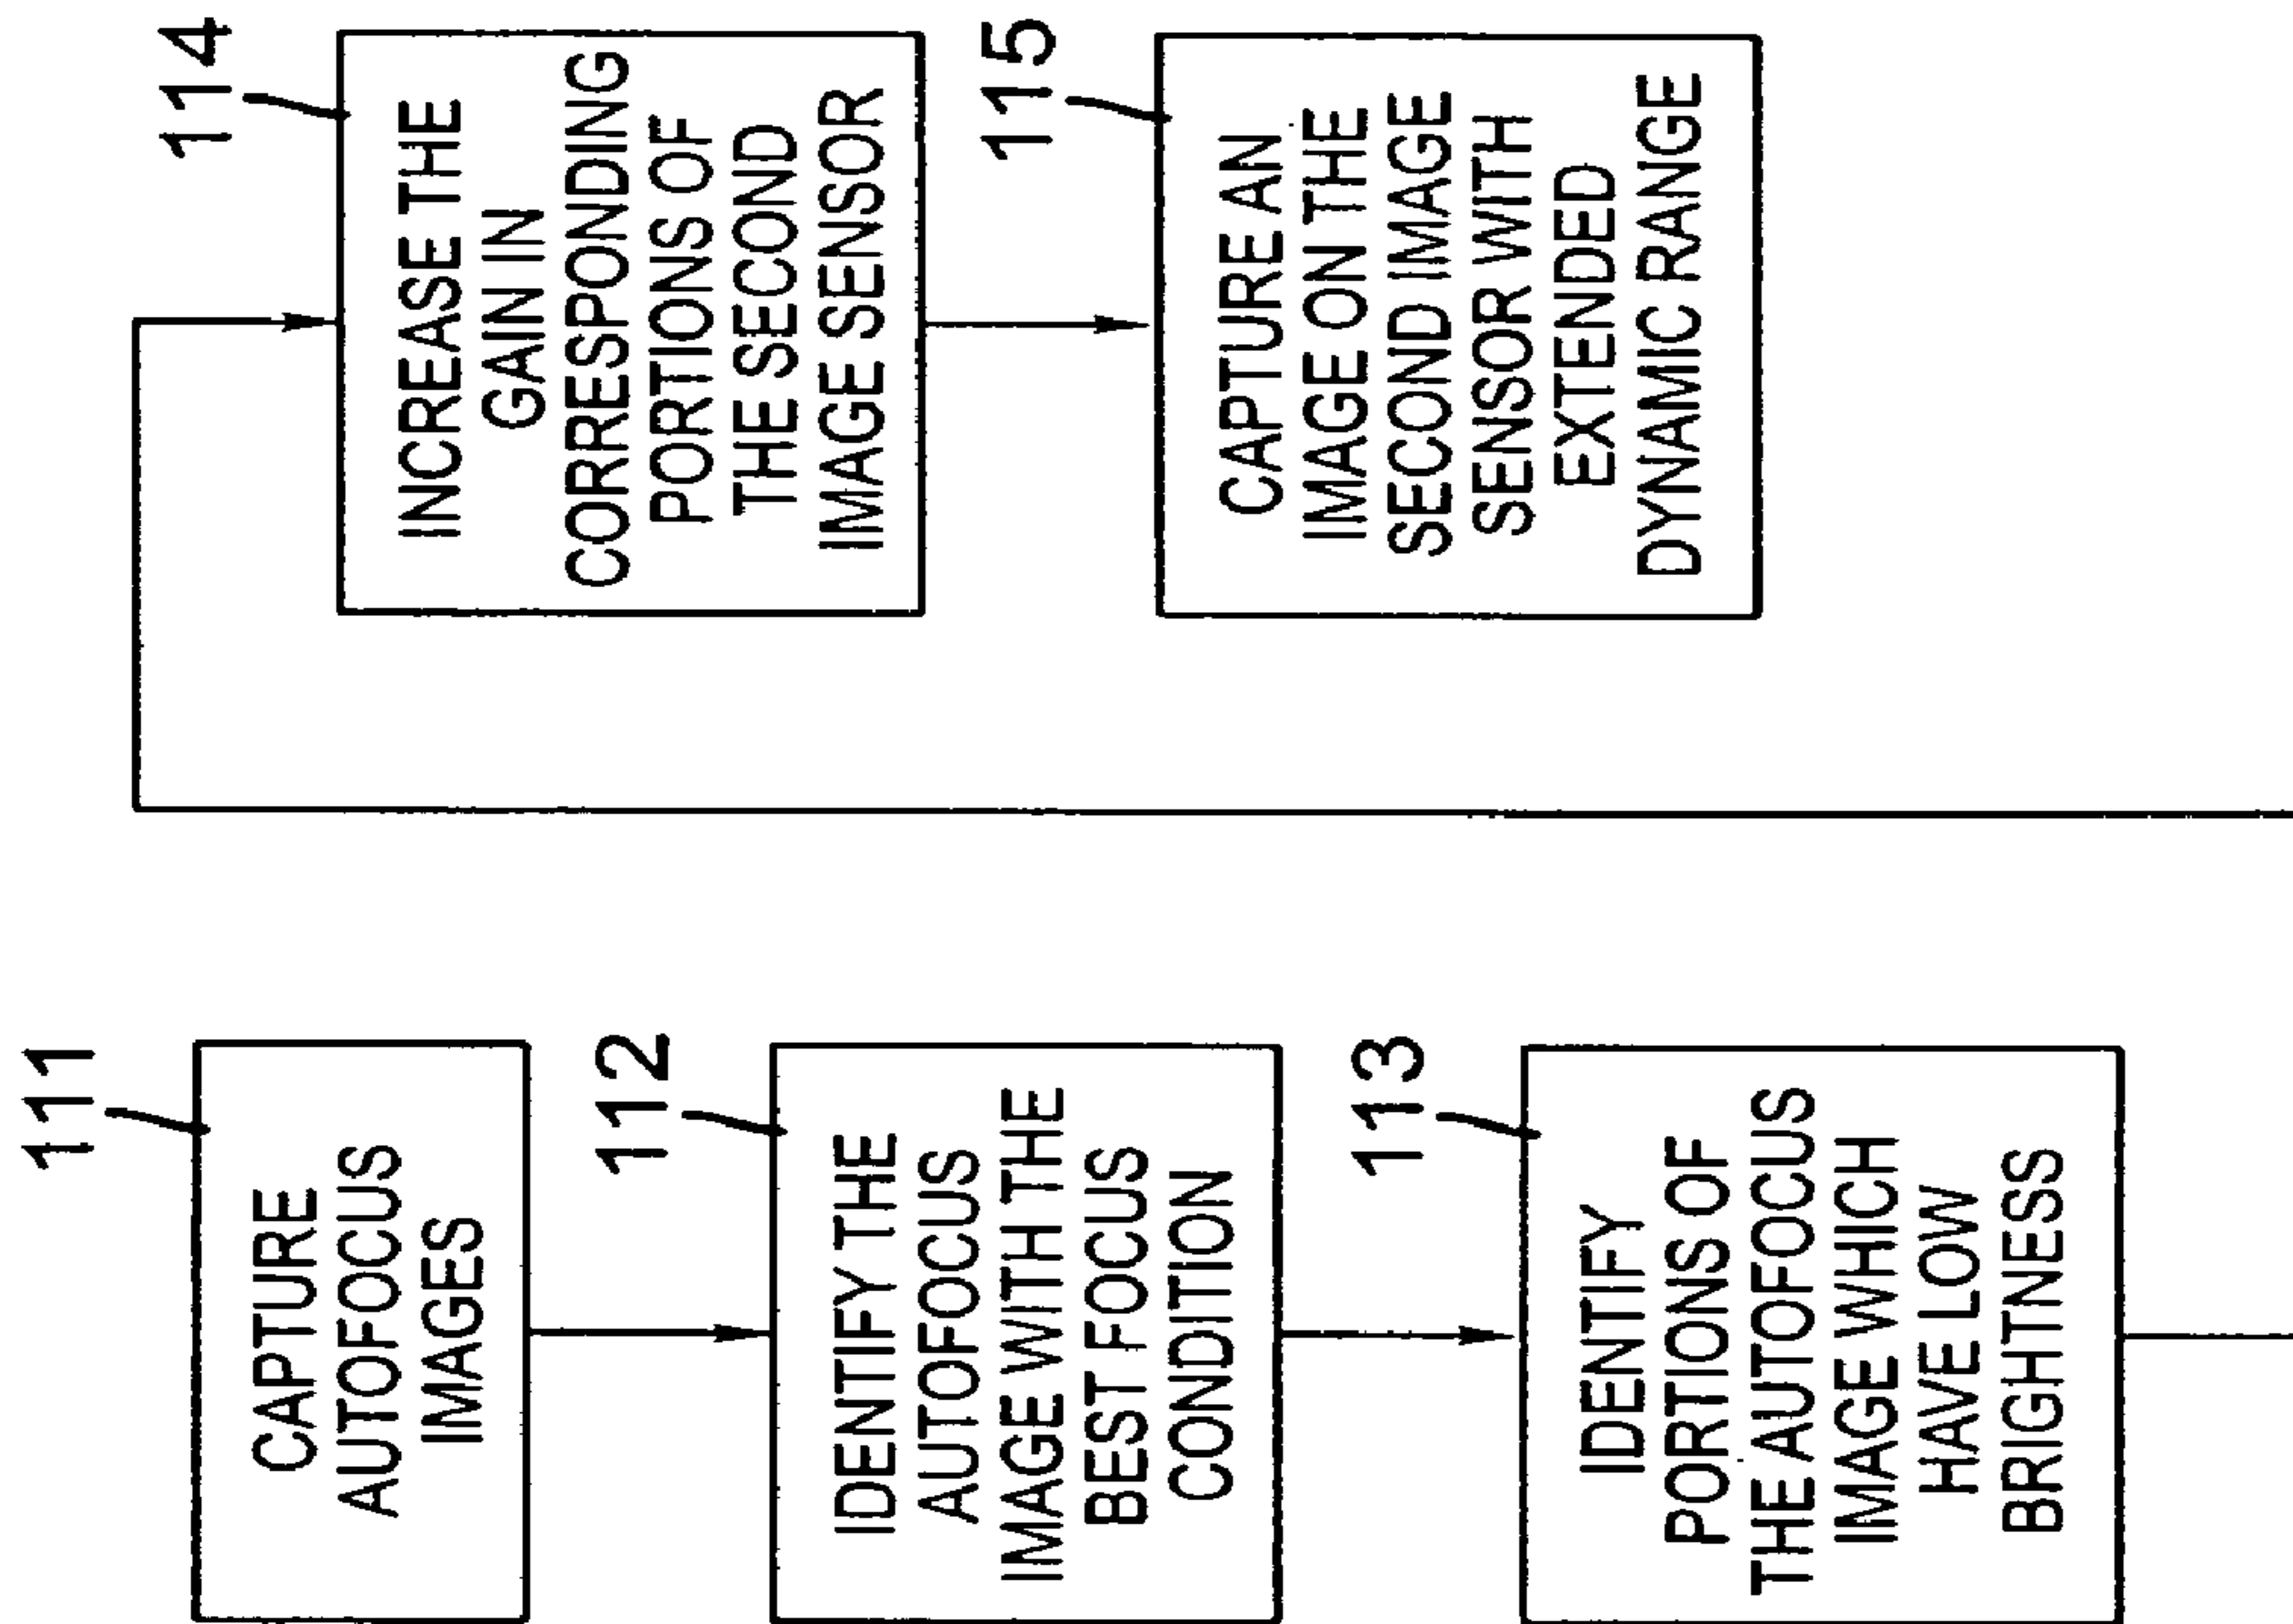 111
CAPTURE
AUTOFOCUS
IMAGES
112
IDENTIFY THE
AUTOFOCUS
IMAGE WITH THE
BEST FOCUS
CONDITION
113
IDENTIFY
PORTIONS OF
THE AUTOFOCUS
IMAGE WHICH
HAVE LOW
BRIGHTNESS
114
INCREASE THE
GAIN IN
CORRESPONDING
PORTIONS OF
THE SECOND
IMAGE SENSOR
115
CAPTURE AN
IMAGE ON THE
SECOND IMAGE
SENSOR WITH
EXTENDED
DYNAMIC RANGE